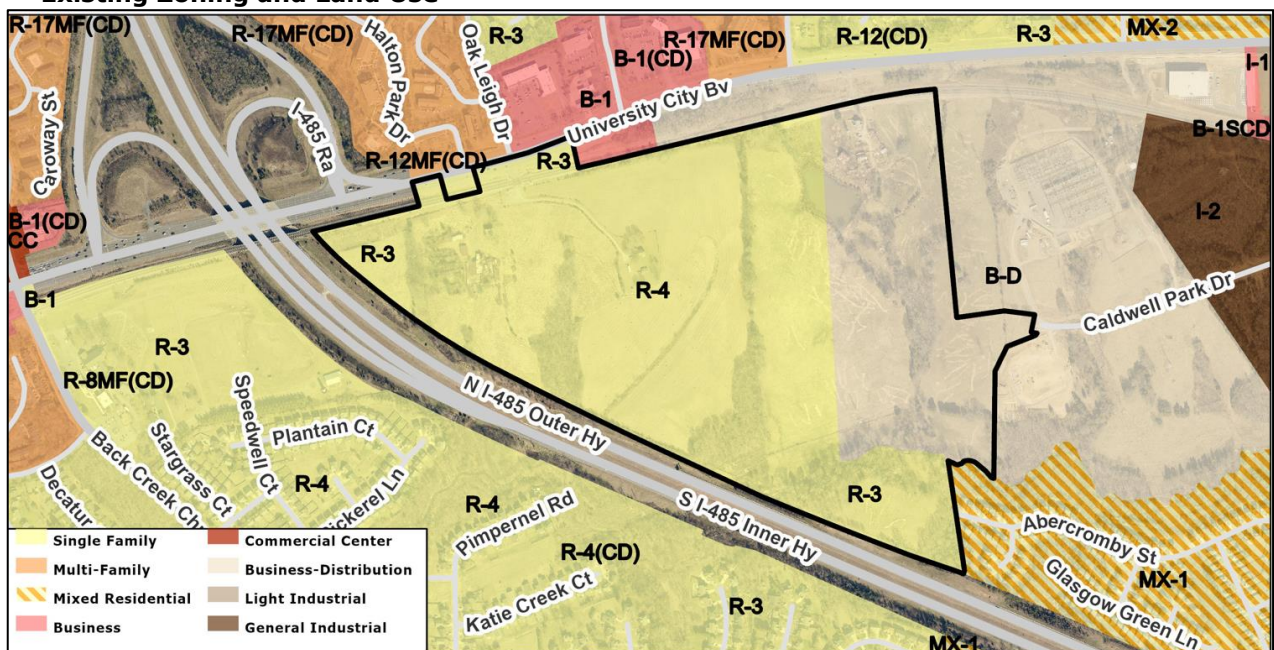 Existing Zoning and Land Use
R-17MF(CD)
R-17MF(CD)
Halton Park Dr
Oak Leigh Dr
R-3
R-17MF(CD)
B-1(CD)
R-12(CD)
R-3
MX-2
I-1
B-1
University City Bv
Caroway St
I-485 Ra
R-12MF(CD)
R-3
B-1SCD
I-2
B-1(CD)
CC
R-3
R-4
B-D
Caldwell Park Dr
B-1
R-3
R-8MF(CD)
Speedwell Ct
Plantain Ct
Stargrass Ct
Back Creek Ch
Decatur
R-4
Pickerel Ln
N I-485 Outer Hy
S I-485 Inner Hy
R-4
Pimpernel Rd
R-4(CD)
Katie Creek Ct
R-3
R-3
Abercromby St
MX-1
Glasgow Green Ln
MX-1
Single Family
Multi-Family
Mixed Residential
Business
Commercial Center
Business-Distribution
Light Industrial
General Industrial